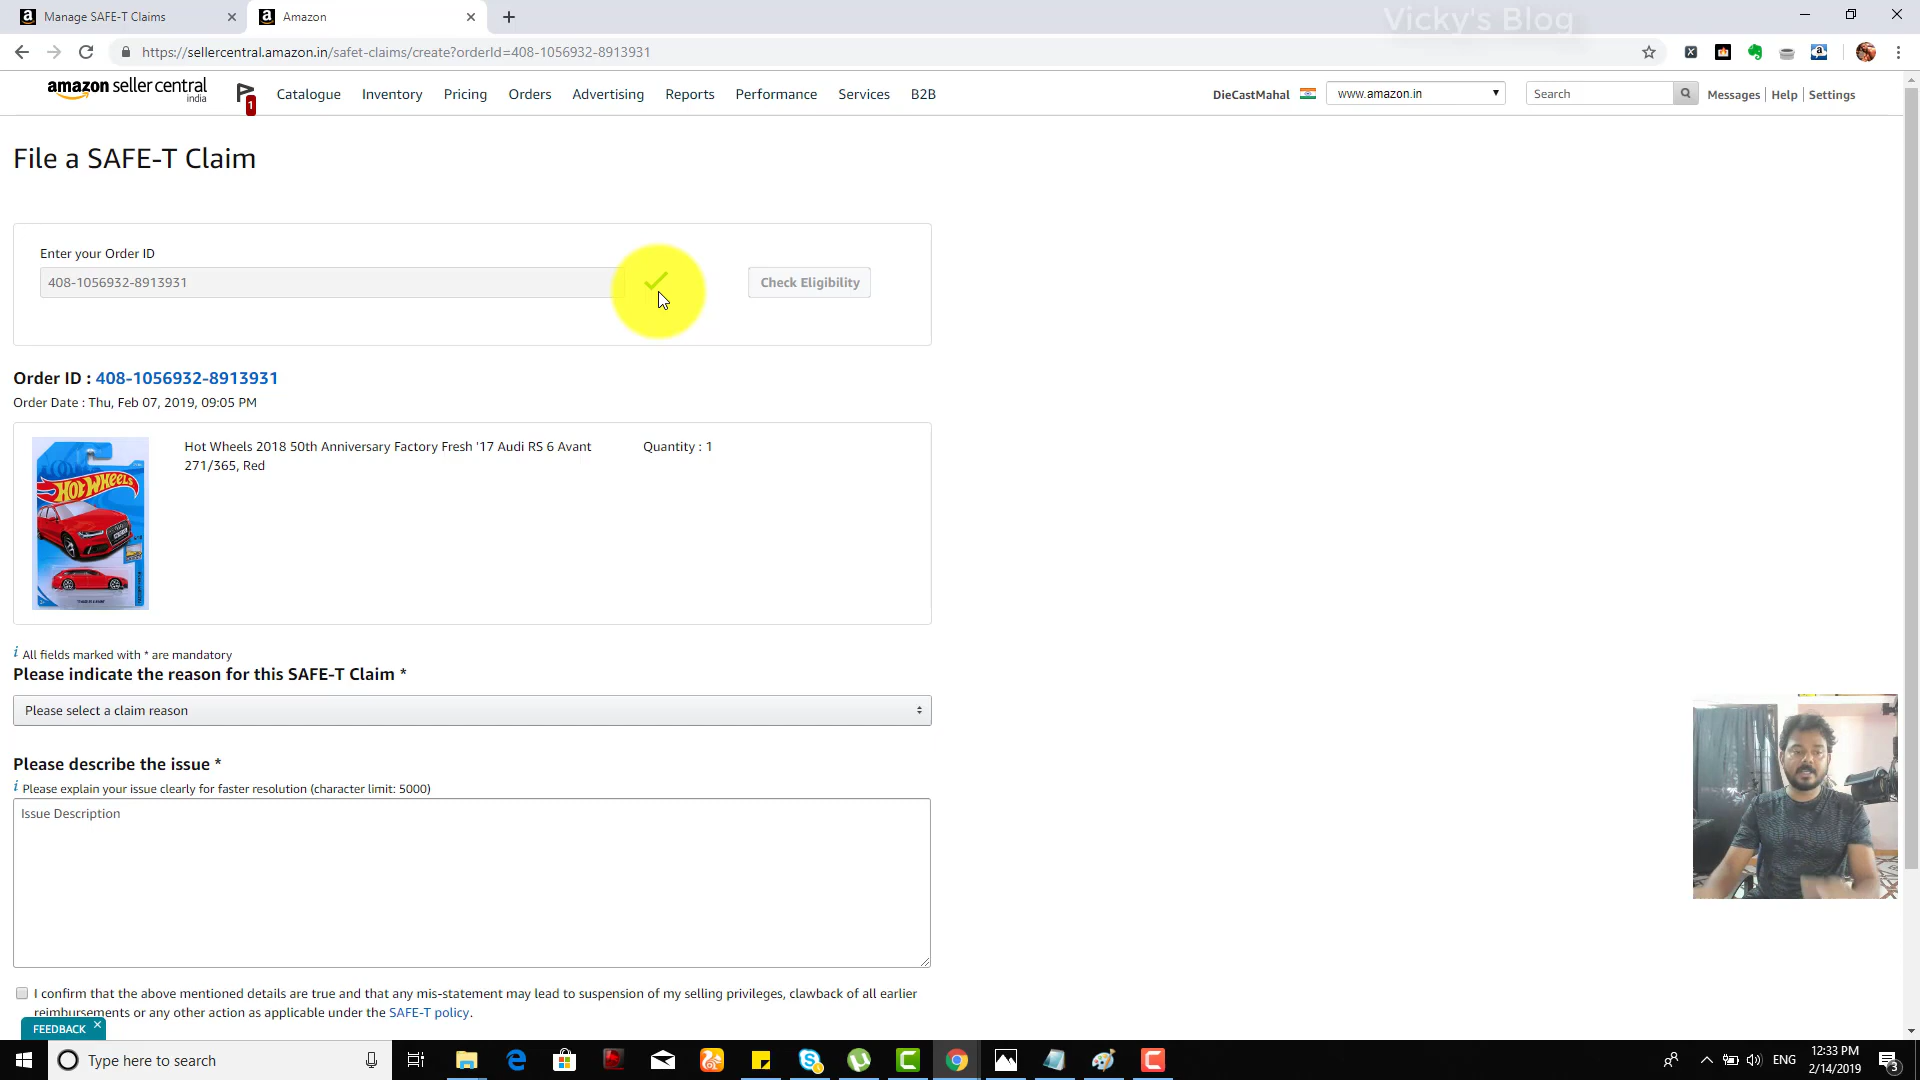 Manage SAFE-T Claims
Amazon
Vicky's Blog
https://sellercentral.amazon.in/safet-claims/create?orderId=408-1056932-8913931
amazon seller central
india
1
Catalogue
Inventory
Pricing
Orders
Advertising
Reports
Performance
Services
B2B
DieCastMahal
www.amazon.in
Search
Messages
Help
Settings
File a SAFE-T Claim
Enter your Order ID
408-1056932-8913931
Check Eligibility
Order ID : 408-1056932-8913931
Order Date : Thu, Feb 07, 2019, 09:05 PM
HOT WHEELS
Hot Wheels 2018 50th Anniversary Factory Fresh '17 Audi RS 6 Avant
271/365, Red
Quantity : 1
i All fields marked with * are mandatory
Please indicate the reason for this SAFE-T Claim *
Please select a claim reason
Please describe the issue *
i Please explain your issue clearly for faster resolution (character limit: 5000)
Issue Description
I confirm that the above mentioned details are true and that any mis-statement may lead to suspension of my selling privileges, clawback of all earlier
reimbursements or any other action as applicable under the SAFE-T policy.
FEEDBACK
Type here to search
ENG
12:33 PM
2/14/2019
3